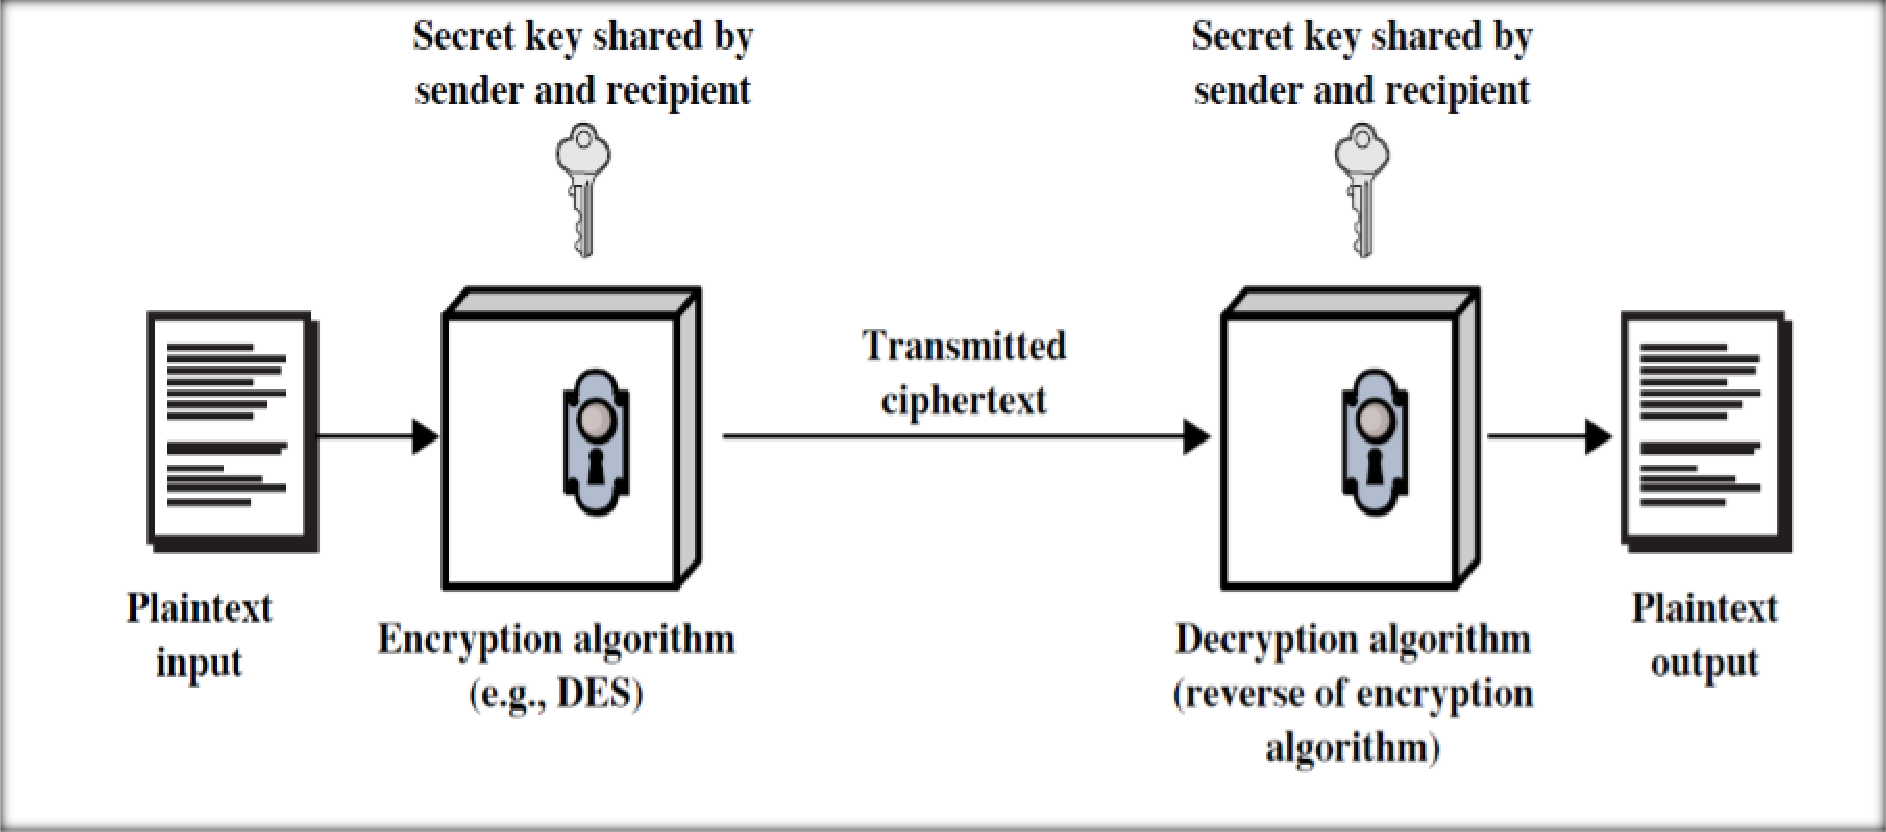 Secret key shared by
sender and recipient
Secret key shared by
sender and recipient
Transmitted
ciphertext
Plaintext
input
Encryption algorithm
(e.g., DES)
Decryption algorithm
(reverse of encryption
algorithm)
Plaintext
output